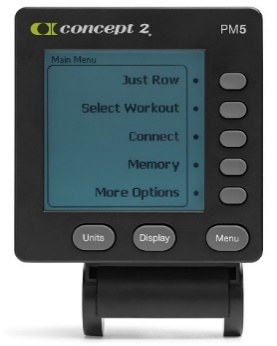 concept 2.
PM5
Main Menu
Just Row
Select Workout
Connect
Memory
More Options
Units
Display
Menu